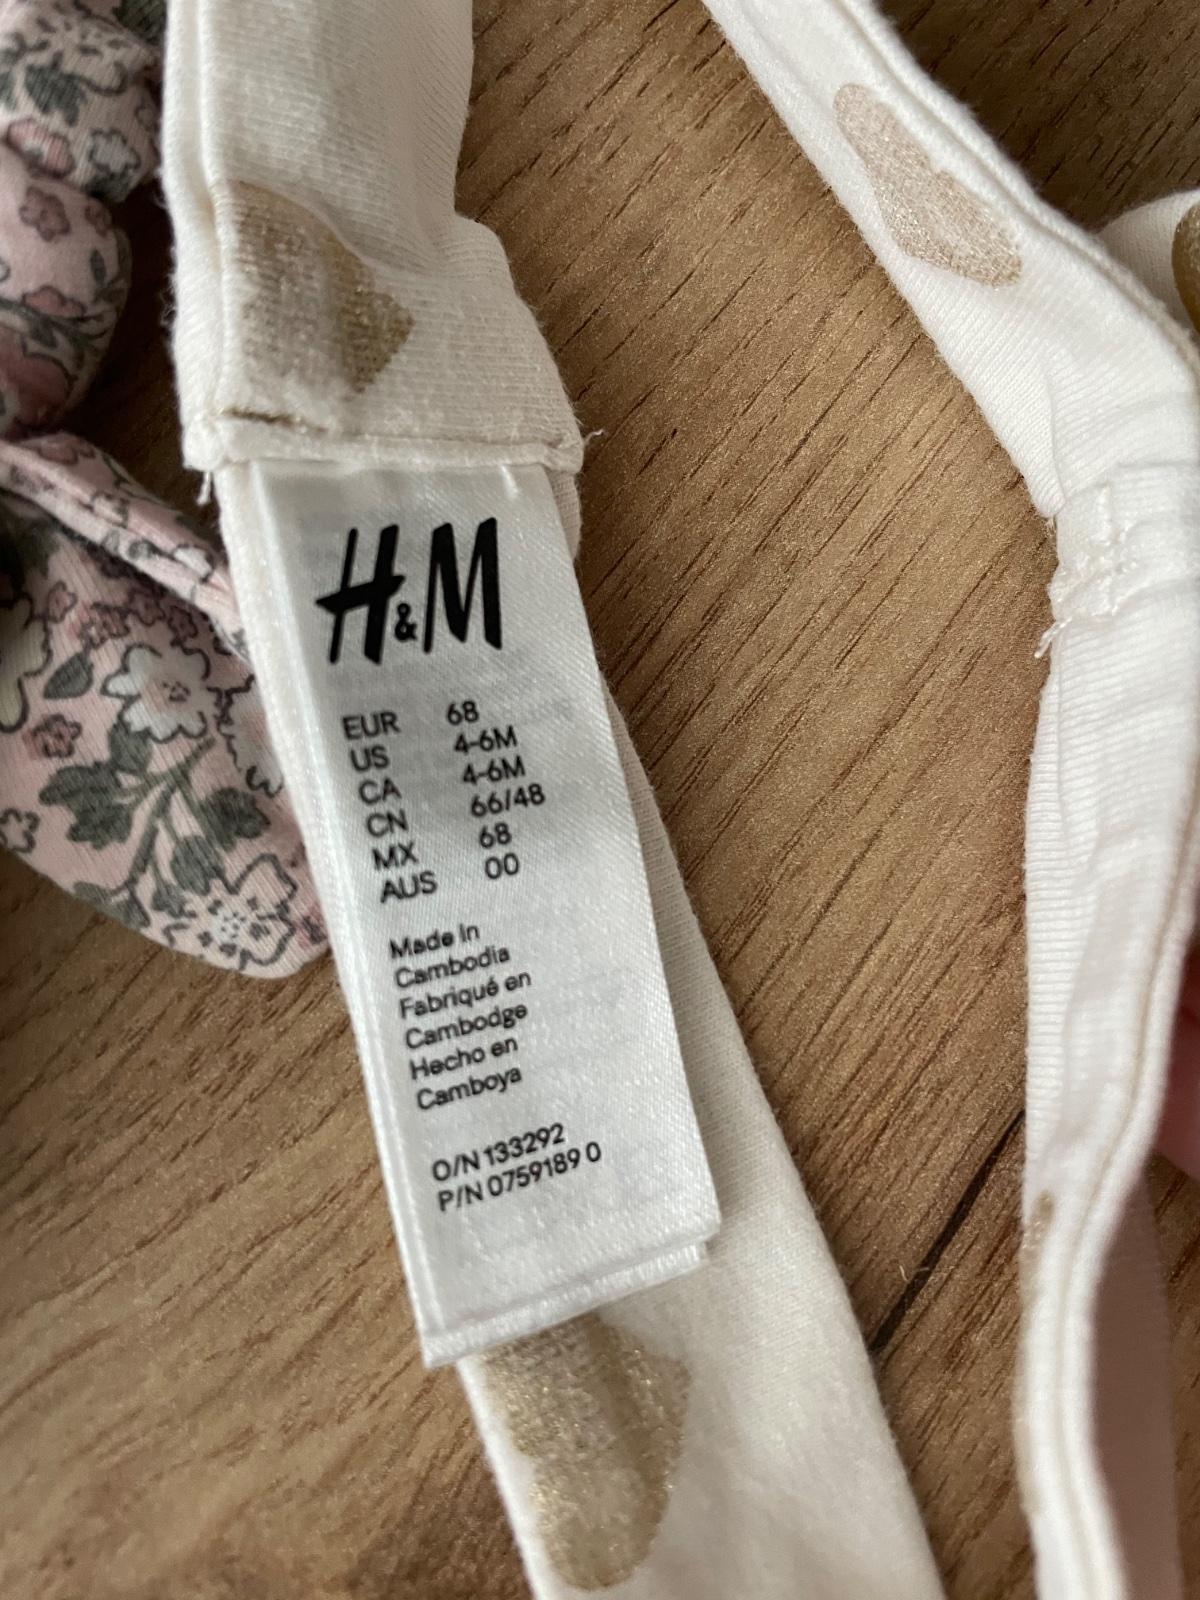 H&M
EUR 68
US 4-6M
CA 4-6M
CN 66/48
MX 68
AUS 00
Made in
Cambodia
Fabriqué en
Cambodge
Hecho en
Camboya
O/N 133292
P/N 0759189 0